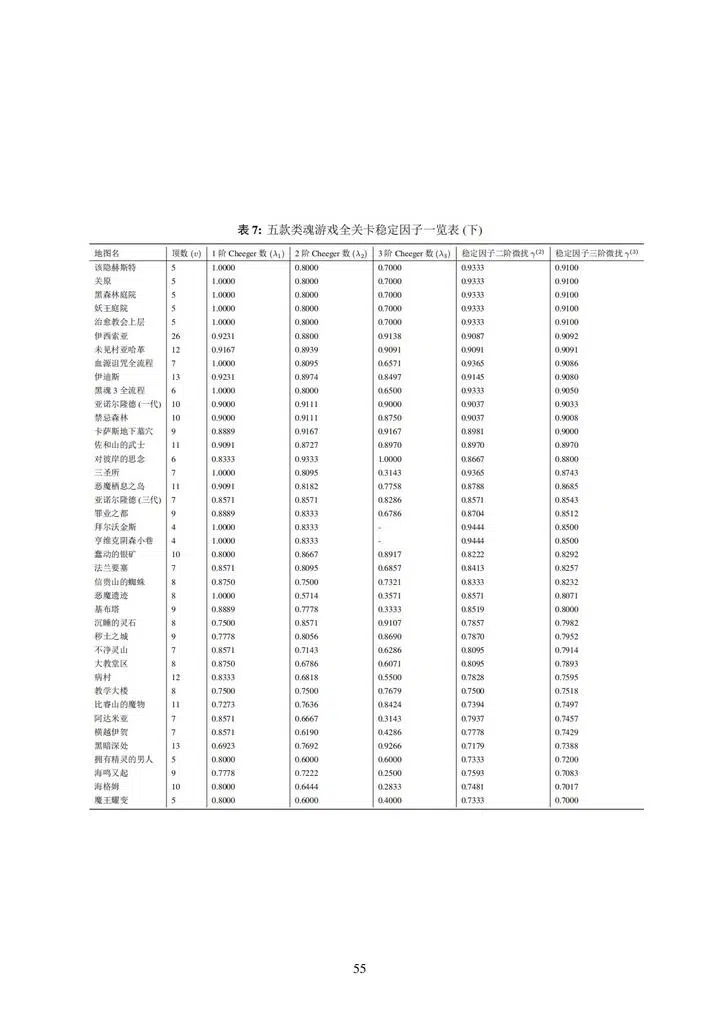 表 7: 五款类魂游戏全关卡稳定因子一览表 (下)
地图名 顶数 (v) 1 阶 Cheeger 数 (λ₁) 2 阶 Cheeger 数 (λ₂) 3 阶 Cheeger 数 (λ₃) 稳定因子二阶微扰 γ⁽²⁾ 稳定因子三阶微扰 γ⁽³⁾
该隐赫斯特 5 1.0000 0.8000 0.7000 0.9333 0.9100
关原 5 1.0000 0.8000 0.7000 0.9333 0.9100
黑森林庭院 5 1.0000 0.8000 0.7000 0.9333 0.9100
妖王庭院 5 1.0000 0.8000 0.7000 0.9333 0.9100
治愈教会上层 5 1.0000 0.8000 0.7000 0.9333 0.9100
伊西索亚 26 0.9231 0.8800 0.9138 0.9087 0.9092
未见村亚哈革 12 0.9167 0.8939 0.9091 0.9091 0.9091
血源诅咒全流程 7 1.0000 0.8095 0.6571 0.9365 0.9086
伊迪斯 13 0.9231 0.8974 0.8497 0.9145 0.9080
黑魂 3 全流程 6 1.0000 0.8000 0.6500 0.9333 0.9050
亚诺尔隆德 (一代) 10 0.9000 0.9111 0.9000 0.9037 0.9033
禁忌森林 10 0.9000 0.9111 0.8750 0.9037 0.9008
卡萨斯地下墓穴 9 0.8889 0.9167 0.9167 0.8981 0.9000
佐和山的武士 11 0.9091 0.8727 0.8970 0.8970 0.8970
对彼岸的思念 6 0.8333 0.9333 1.0000 0.8667 0.8800
三圣所 7 1.0000 0.8095 0.3143 0.9365 0.8743
恶魔栖息之岛 11 0.9091 0.8182 0.7758 0.8788 0.8685
亚诺尔隆德 (三代) 7 0.8571 0.8571 0.8286 0.8571 0.8543
罪业之都 9 0.8889 0.8333 0.6786 0.8704 0.8512
拜尔沃金斯 4 1.0000 0.8333 - 0.9444 0.8500
亨维克阴森小巷 4 1.0000 0.8333 - 0.9444 0.8500
蠢动的银矿 10 0.8000 0.8667 0.8917 0.8222 0.8292
法兰要塞 7 0.8571 0.8095 0.6857 0.8413 0.8257
信贵山的蜘蛛 8 0.8750 0.7500 0.7321 0.8333 0.8232
恶魔遗迹 8 1.0000 0.5714 0.3571 0.8571 0.8071
基布塔 9 0.8889 0.7778 0.3333 0.8519 0.8000
沉睡的灵石 8 0.7500 0.8571 0.9107 0.7857 0.7982
秽土之城 9 0.7778 0.8056 0.8690 0.7870 0.7952
不净灵山 7 0.8571 0.7143 0.6286 0.8095 0.7914
大教堂区 8 0.8750 0.6786 0.6071 0.8095 0.7893
病村 12 0.8333 0.6818 0.5500 0.7828 0.7595
教学大楼 8 0.7500 0.7500 0.7679 0.7500 0.7518
比睿山的魔物 11 0.7273 0.7636 0.8424 0.7394 0.7497
阿达米亚 7 0.8571 0.6667 0.3143 0.7937 0.7457
横越伊贺 7 0.8571 0.6190 0.4286 0.7778 0.7429
黑暗深处 13 0.6923 0.7692 0.9266 0.7179 0.7388
拥有精灵的男人 5 0.8000 0.6000 0.6000 0.7333 0.7200
海鸣又起 9 0.7778 0.7222 0.2500 0.7593 0.7083
海格姆 10 0.8000 0.6444 0.2833 0.7481 0.7017
魔王耀变 5 0.8000 0.6000 0.4000 0.7333 0.7000
55